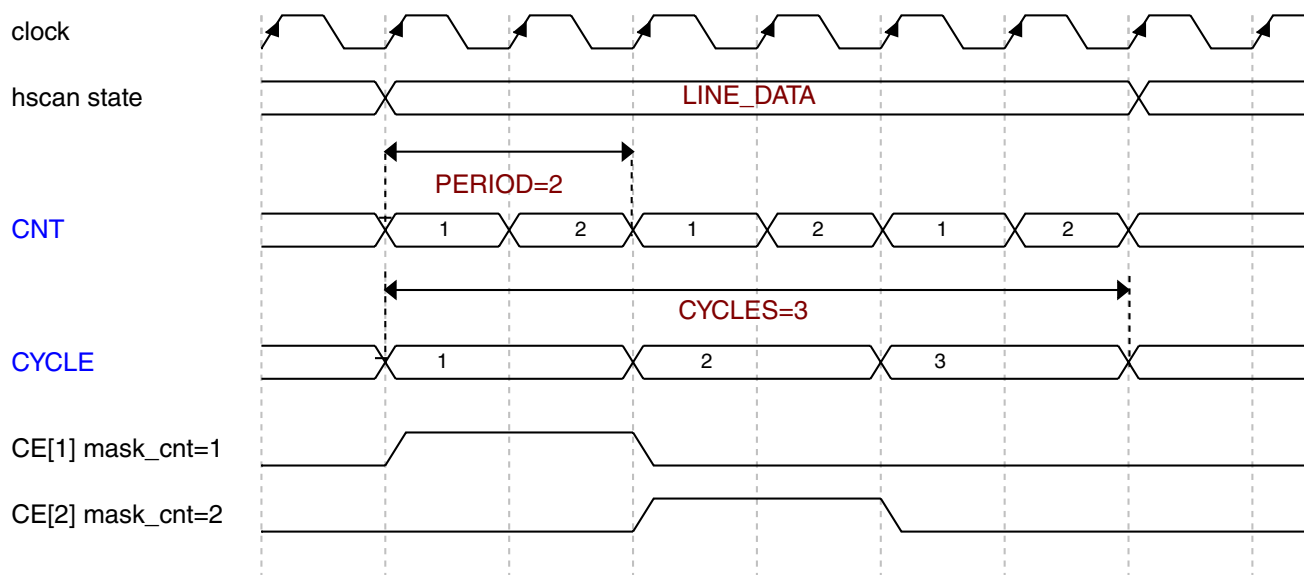 clock
hscan state LINE_DATA
PERIOD=2
CNT 1 2 1 2 1 2
CYCLES=3
CYCLE 1 2 3
CE[1] mask_cnt=1
CE[2] mask_cnt=2